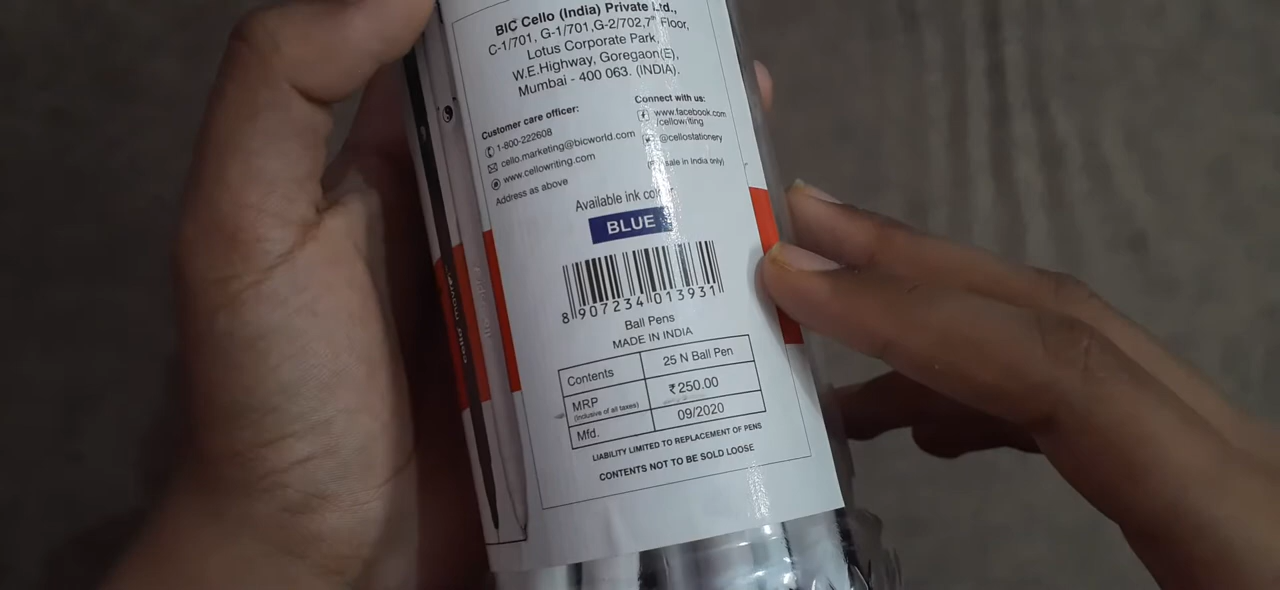 BIC Cello (India) Private Ltd.,
C-1/701, G-1/701,G-2/702,7th Floor,
Lotus Corporate Park,
W.E.Highway, Goregaon(E),
Mumbai - 400 063. (INDIA).
Customer care officer:
1-800-222608
cello.marketing@bicworld.com
www.cellowriting.com
Address as above
Connect with us:
www.facebook.com
/cellowriting
@cellostationery
sale in India only)
Available ink
BLUE
8 907234 013931
Ball Pens
MADE IN INDIA
Contents 25 N Ball Pen
MRP ₹250.00
(inclusive of all taxes)
Mfd. 09/2020
LIABILITY LIMITED TO REPLACEMENT OF PENS
CONTENTS NOT TO BE SOLD LOOSE